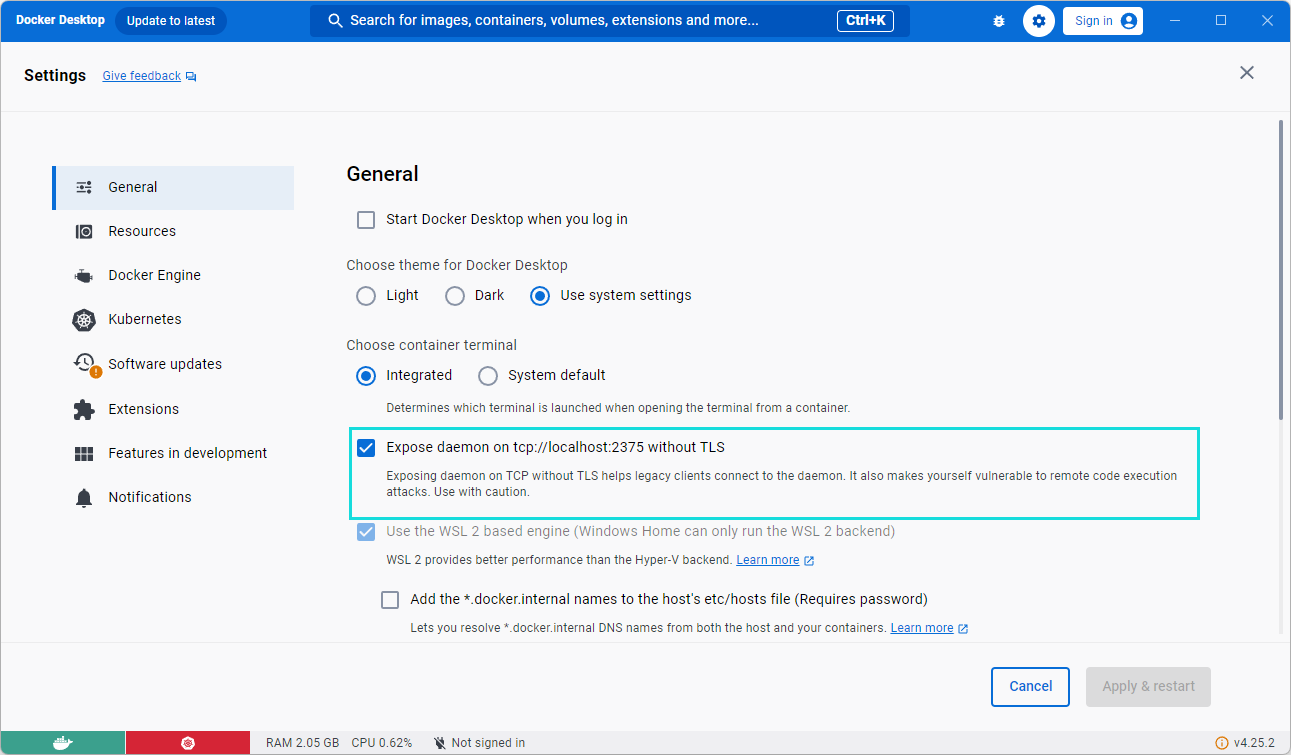 Docker Desktop
Update to latest
Search for images, containers, volumes, extensions and more...
Ctrl+K
Sign in
Settings
Give feedback
General
Resources
Docker Engine
Kubernetes
Software updates
Extensions
Features in development
Notifications
General
Start Docker Desktop when you log in
Choose theme for Docker Desktop
Light Dark Use system settings
Choose container terminal
Integrated System default
Determines which terminal is launched when opening the terminal from a container.
Expose daemon on tcp://localhost:2375 without TLS
Exposing daemon on TCP without TLS helps legacy clients connect to the daemon. It also makes yourself vulnerable to remote code execution
attacks. Use with caution.
Use the WSL 2 based engine (Windows Home can only run the WSL 2 backend)
WSL 2 provides better performance than the Hyper-V backend. Learn more
Add the *.docker.internal names to the host's etc/hosts file (Requires password)
Lets you resolve *.docker.internal DNS names from both the host and your containers. Learn more
Cancel
Apply & restart
RAM 2.05 GB CPU 0.62% Not signed in
v4.25.2